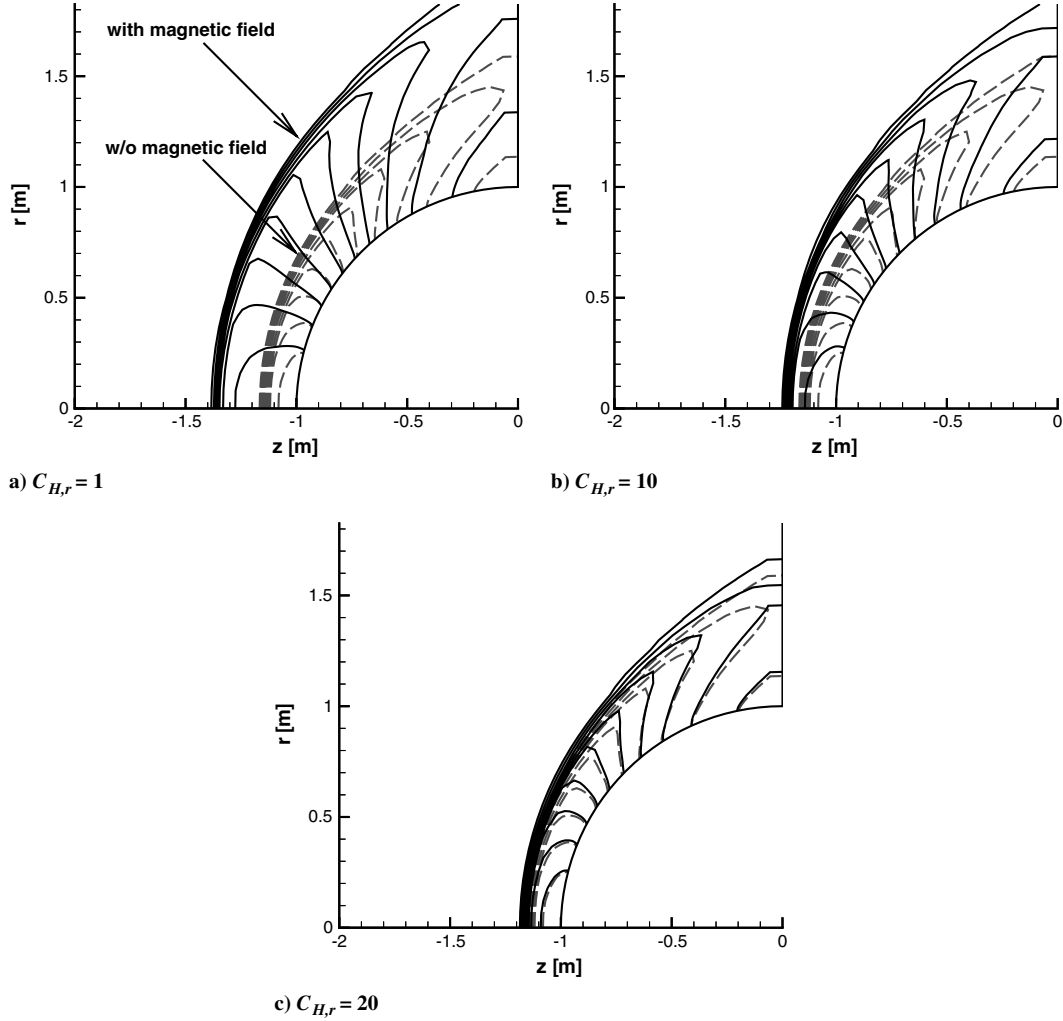 with magnetic field
w/o magnetic field
r [m]
1.5
1
0.5
0
-2
-1.5
-1
-0.5
0
z [m]
a) C_{H,r} = 1
r [m]
1.5
1
0.5
0
-2
-1.5
-1
-0.5
0
z [m]
b) C_{H,r} = 10
r [m]
1.5
1
0.5
0
-2
-1.5
-1
-0.5
0
z [m]
c) C_{H,r} = 20